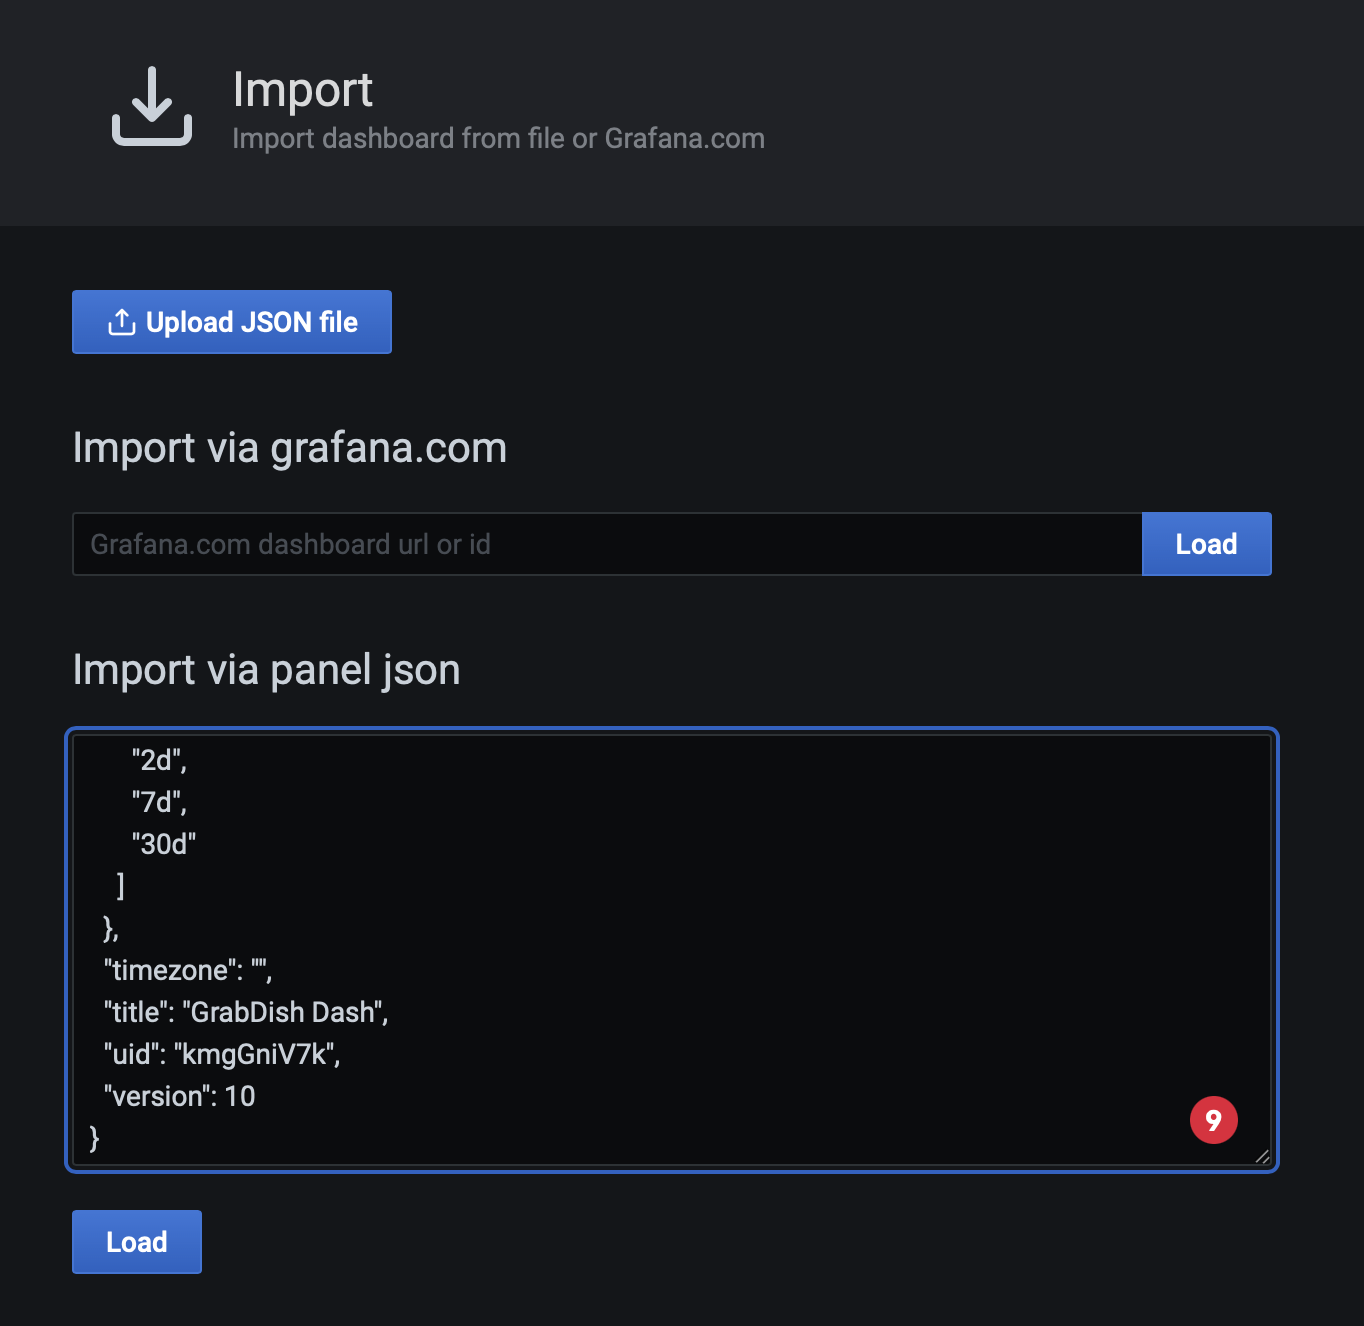 Import
Import dashboard from file or Grafana.com
Upload JSON file
Import via grafana.com
Grafana.com dashboard url or id
Load
Import via panel json
"2d",
"7d",
"30d"
]
},
"timezone": "",
"title": "GrabDish Dash",
"uid": "kmgGniV7k",
"version": 10
}
9
Load